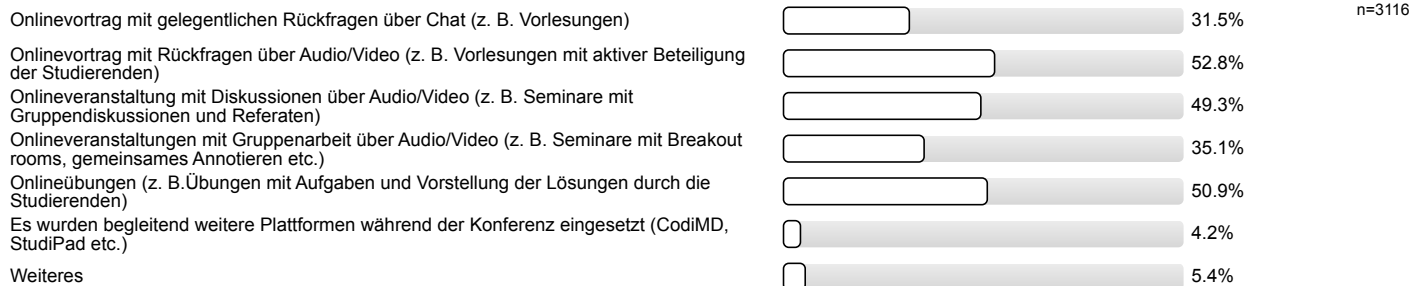 Onlinevortrag mit gelegentlichen Rückfragen über Chat (z. B. Vorlesungen) 31.5% n=3116
Onlinevortrag mit Rückfragen über Audio/Video (z. B. Vorlesungen mit aktiver Beteiligung
der Studierenden) 52.8%
Onlineveranstaltung mit Diskussionen über Audio/Video (z. B. Seminare mit
Gruppendiskussionen und Referaten) 49.3%
Onlineveranstaltungen mit Gruppenarbeit über Audio/Video (z. B. Seminare mit Breakout
rooms, gemeinsames Annotieren etc.) 35.1%
Onlineübungen (z. B.Übungen mit Aufgaben und Vorstellung der Lösungen durch die
Studierenden) 50.9%
Es wurden begleitend weitere Plattformen während der Konferenz eingesetzt (CodiMD,
StudiPad etc.) 4.2%
Weiteres 5.4%